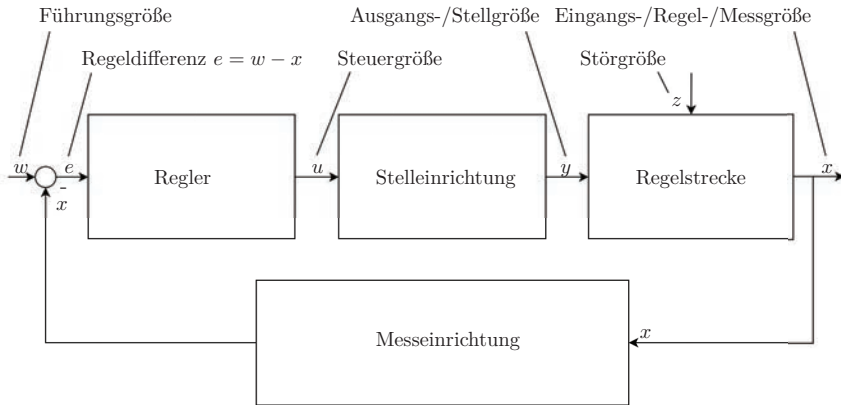 Führungsgröße
Ausgangs-/Stellgröße
Eingangs-/Regel-/Messgröße
Regeldifferenz e = w − x
Steuergröße
Störgröße
z
w
e
u
y
x
-
x
Regler
Stelleinrichtung
Regelstrecke
x
Messeinrichtung